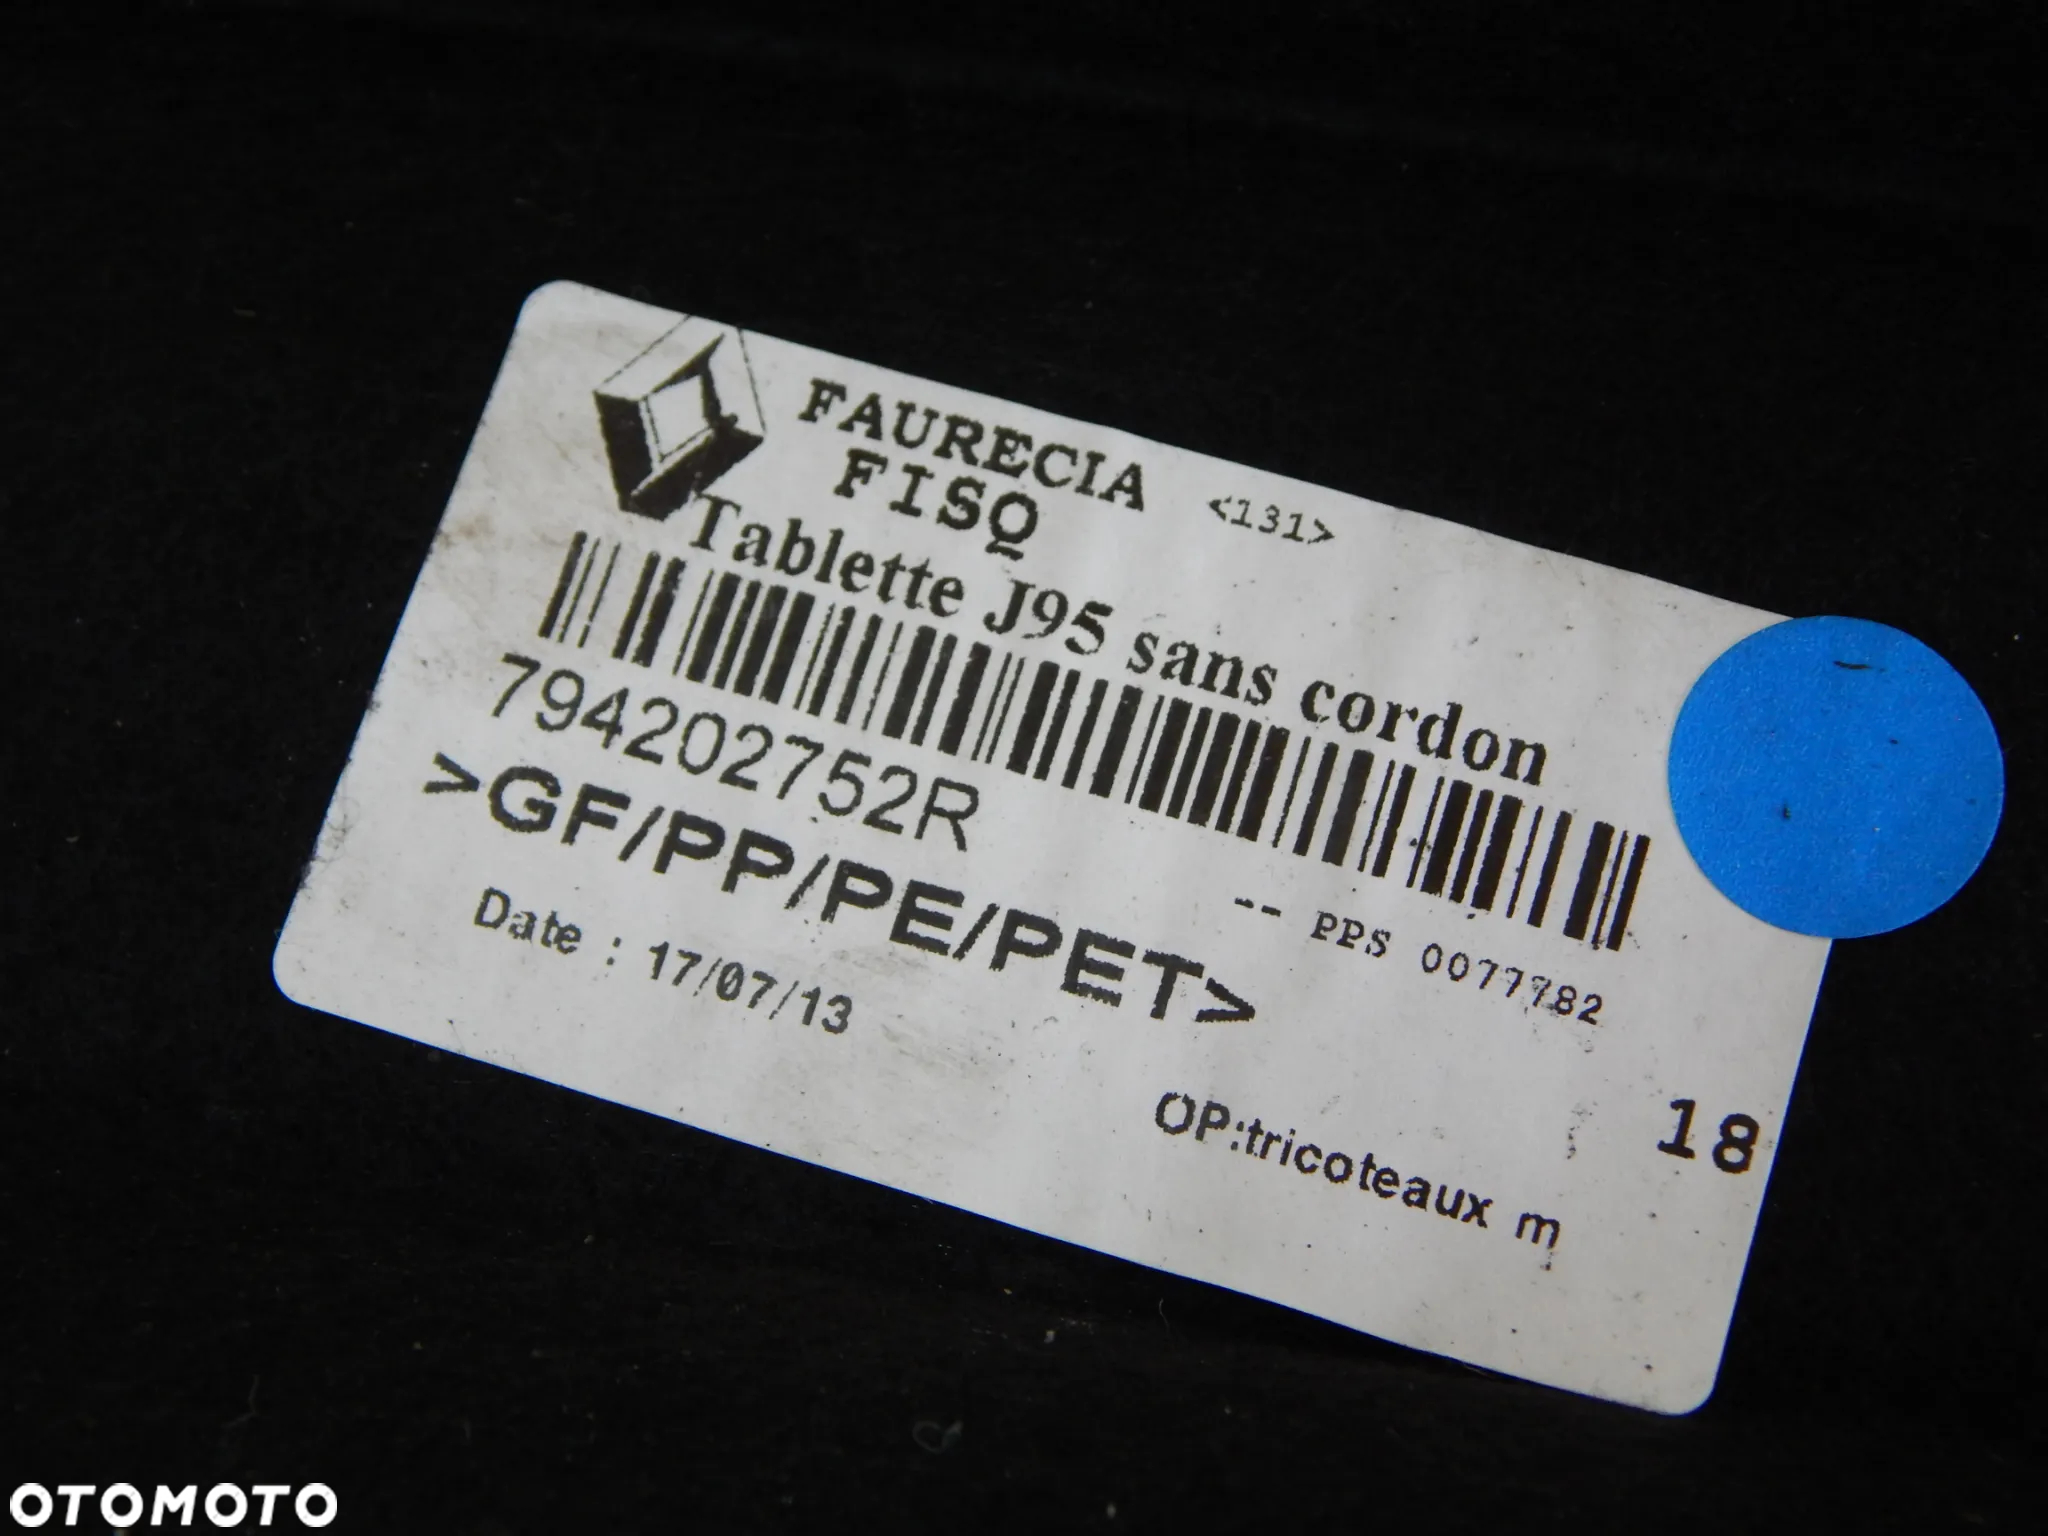 FAURECIA
FISQ <131>
Tablette J95 sans cordon
794202752R
>GF/PP/PE/PET>
-- PPS 0077782
Date : 17/07/13
18
OP:tricoteaux m
OTOMOTO